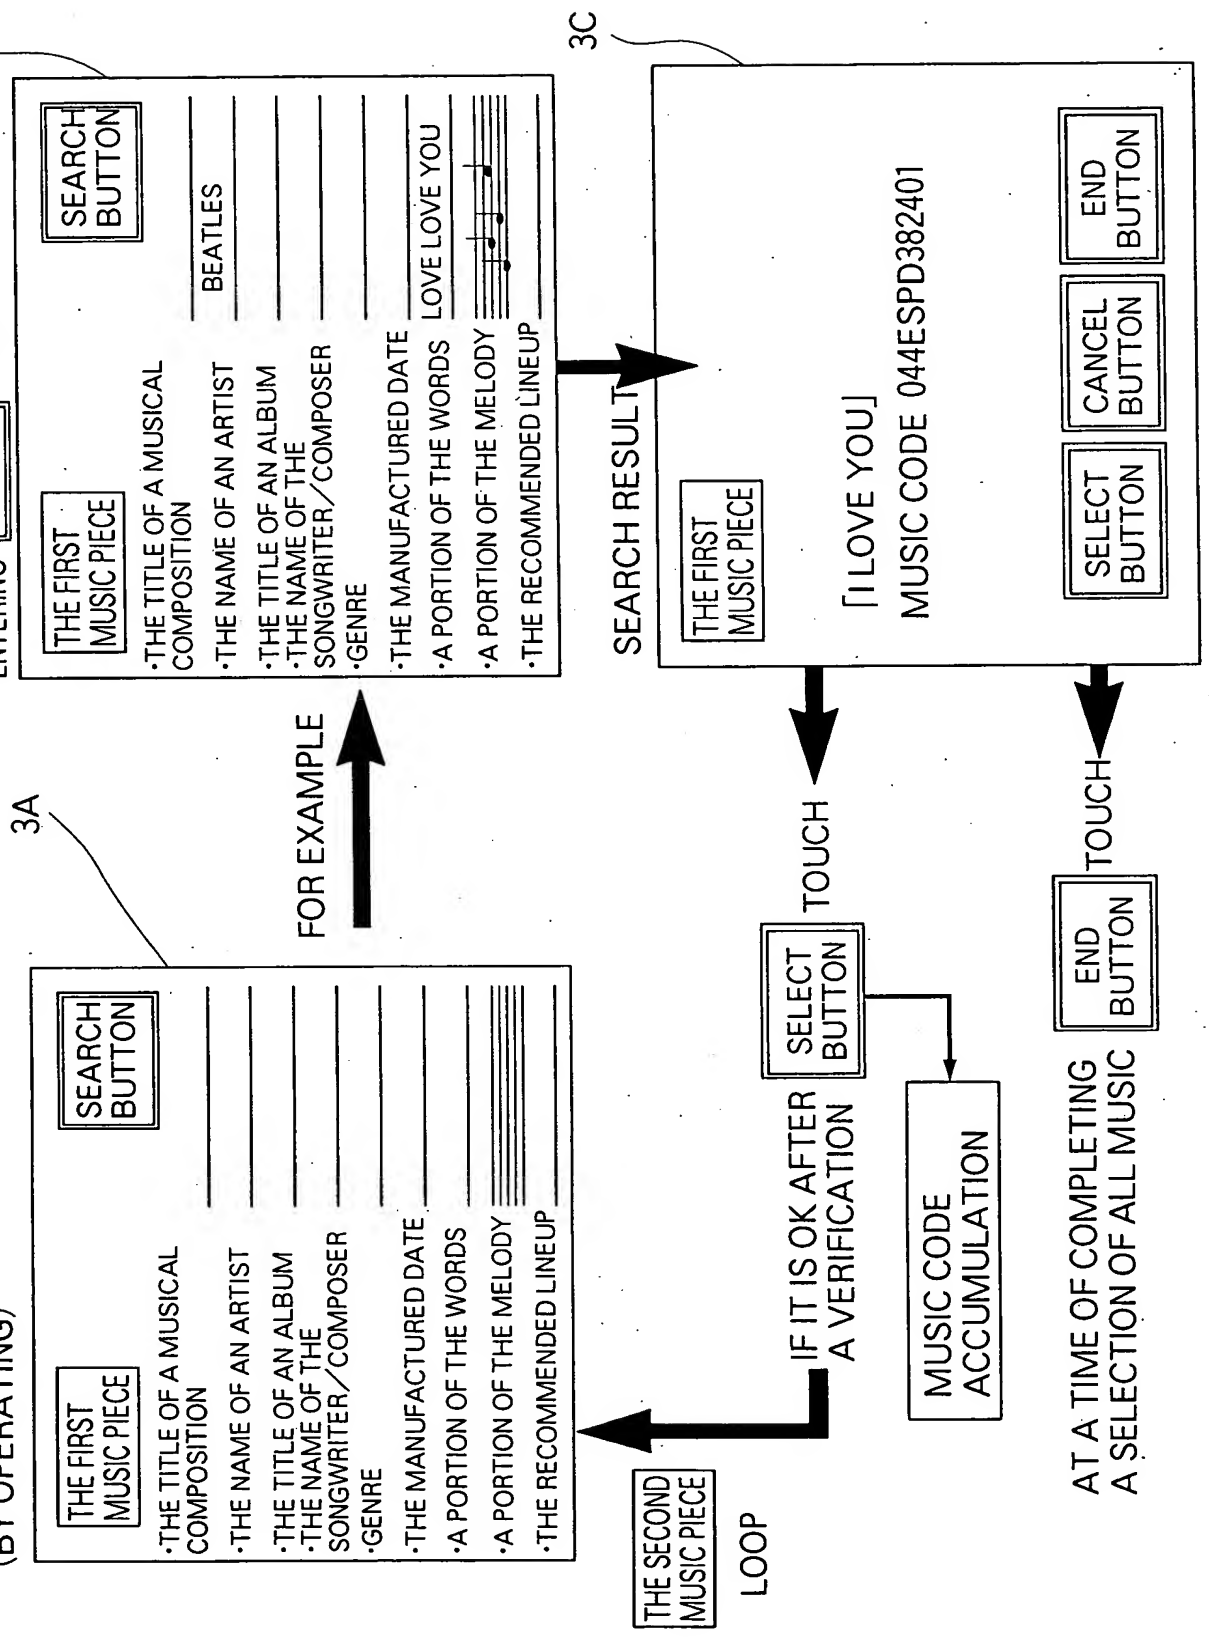 (BY OPERATING)
3A
THE FIRST
MUSIC PIECE
SEARCH
BUTTON
·THE TITLE OF A MUSICAL
COMPOSITION
·THE NAME OF AN ARTIST
·THE TITLE OF AN ALBUM
·THE NAME OF THE
SONGWRITER/COMPOSER
·GENRE
·THE MANUFACTURED DATE
·A PORTION OF THE WORDS
·A PORTION OF THE MELODY
·THE RECOMMENDED LINEUP
FOR EXAMPLE
ENTERING
THE FIRST
MUSIC PIECE
SEARCH
BUTTON
·THE TITLE OF A MUSICAL
COMPOSITION
·THE NAME OF AN ARTIST BEATLES
·THE TITLE OF AN ALBUM
·THE NAME OF THE
SONGWRITER/COMPOSER
·GENRE
·THE MANUFACTURED DATE
·A PORTION OF THE WORDS LOVE LOVE YOU
·A PORTION OF THE MELODY
·THE RECOMMENDED LINEUP
SEARCH RESULT
3C
THE FIRST
MUSIC PIECE
「I LOVE YOU」
MUSIC CODE 044ESPD382401
SELECT
BUTTON
CANCEL
BUTTON
END
BUTTON
THE SECOND
MUSIC PIECE
LOOP
IF IT IS OK AFTER
A VERIFICATION
SELECT
BUTTON
TOUCH
MUSIC CODE
ACCUMULATION
AT A TIME OF COMPLETING
A SELECTION OF ALL MUSIC
END
BUTTON
TOUCH